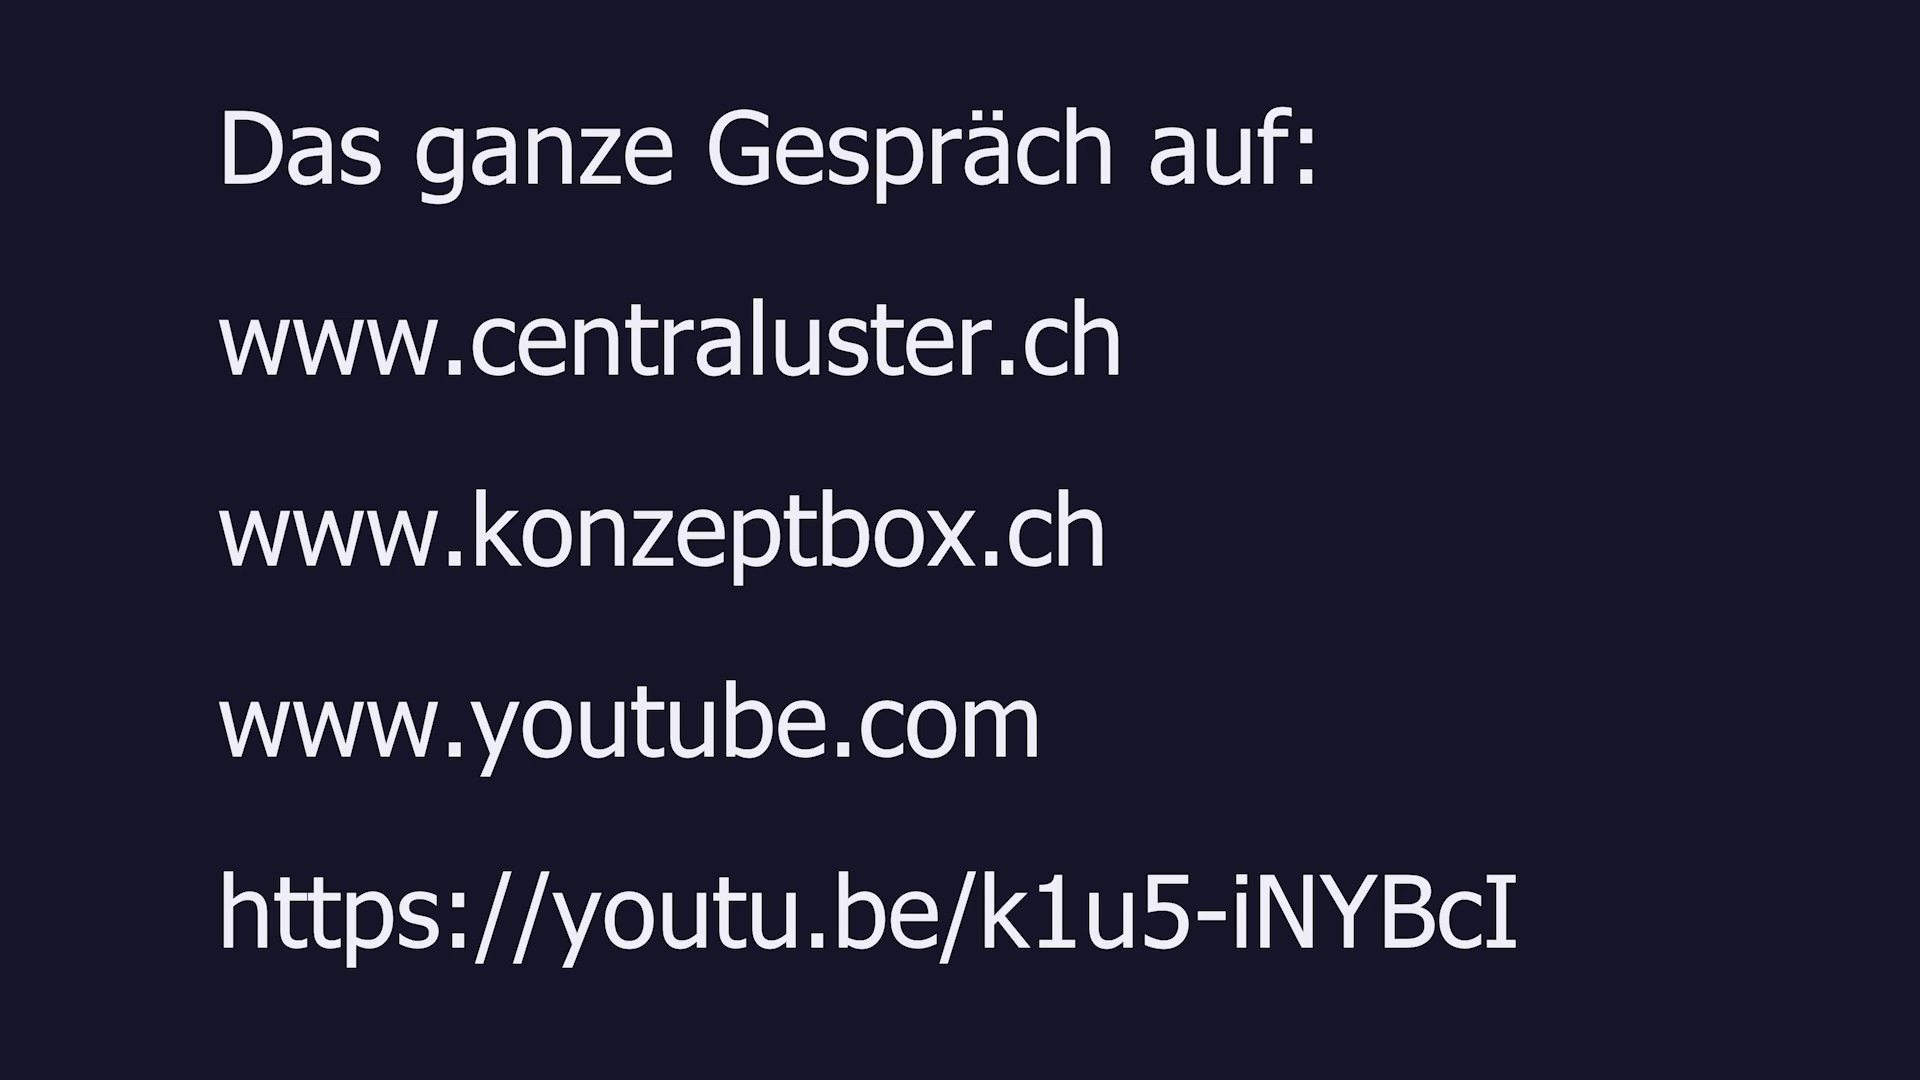 Das ganze Gespräch auf:
www.centraluster.ch
www.konzeptbox.ch
www.youtube.com
https://youtu.be/k1u5-iNYBcI